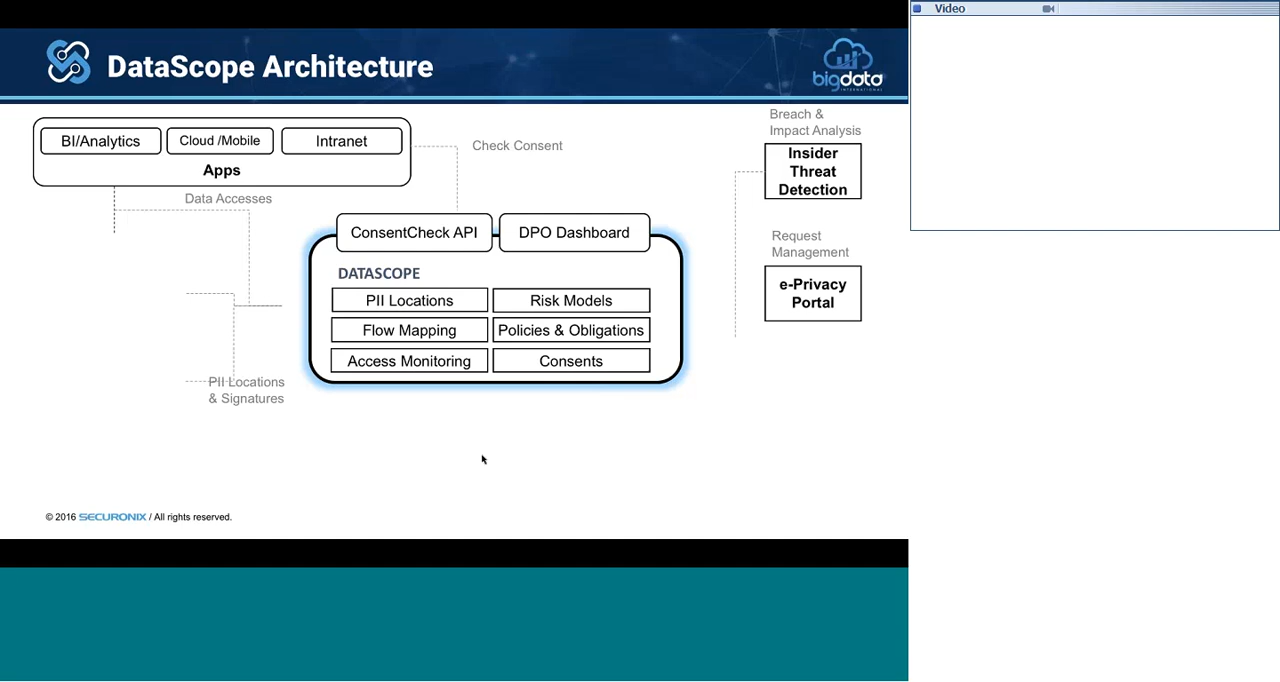 Video
DataScope Architecture
bigdata
INTERNATIONAL
BI/Analytics
Cloud /Mobile
Intranet
Apps
Check Consent
Data Accesses
Breach &
Impact Analysis
Insider
Threat
Detection
ConsentCheck API
DPO Dashboard
Request
Management
e-Privacy
Portal
DATASCOPE
PII Locations
Risk Models
Flow Mapping
Policies & Obligations
Access Monitoring
Consents
PII Locations
& Signatures
© 2016 SECURONIX / All rights reserved.